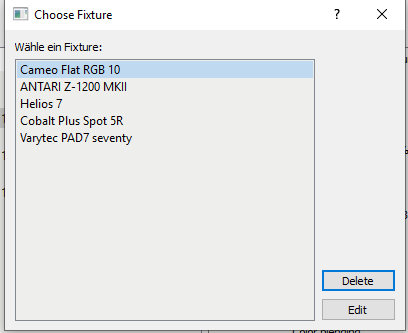 Choose Fixture
Wähle ein Fixture:
Cameo Flat RGB 10
ANTARI Z-1200 MKII
Helios 7
Cobalt Plus Spot 5R
Varytec PAD7 seventy
Delete
Edit